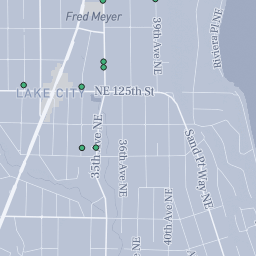 Fred Meyer
39th Ave NE
Riviera Pl NE
LAKE CITY
NE 125th St
35th Ave NE
36th Ave NE
Sand Pt Way NE
40th Ave NE